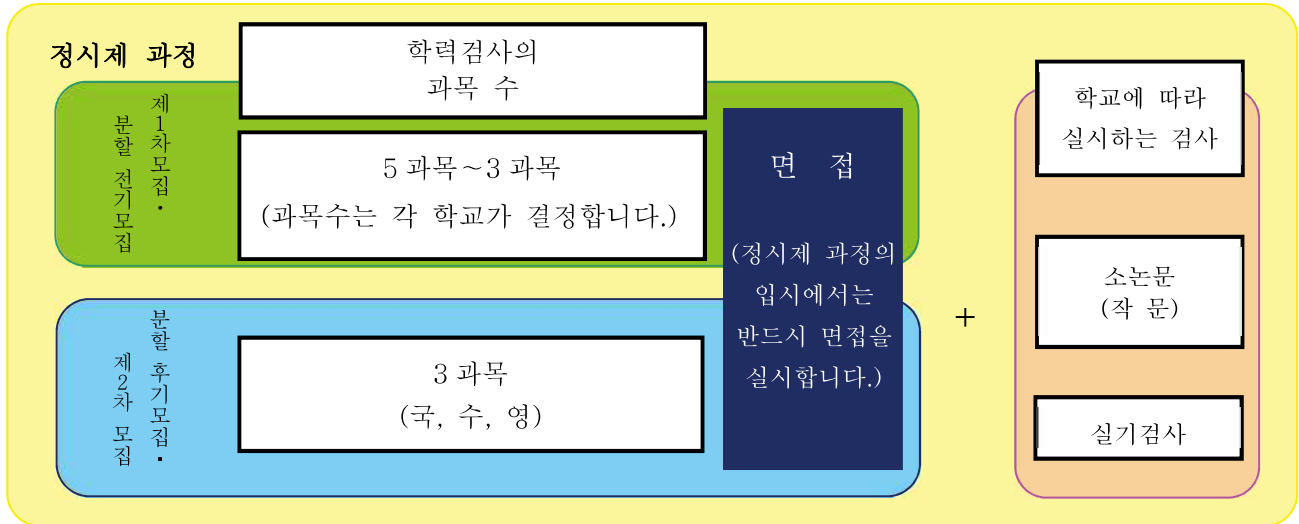 정시제 과정
학력검사의
과목 수
제1차모집·
분할 전기모집
5 과목~3 과목
(과목수는 각 학교가 결정합니다.)
분할 후기모집·
제2차 모집
3 과목
(국, 수, 영)
면 접
(정시제 과정의
입시에서는
반드시 면접을
실시합니다.)
+
학교에 따라
실시하는 검사
소논문
(작 문)
실기검사